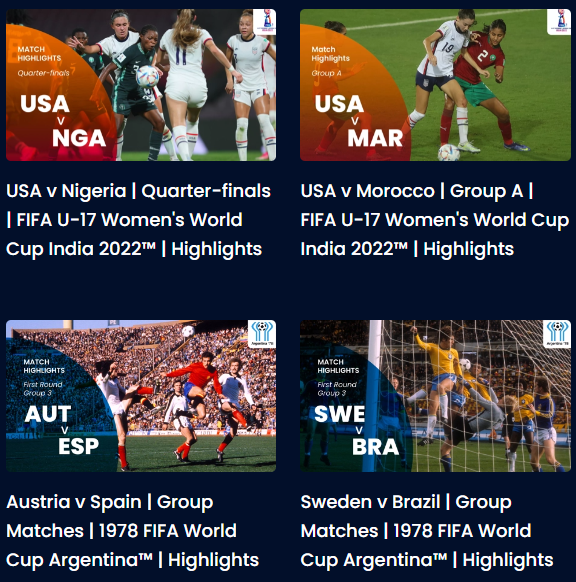 MATCH
HIGHLIGHTS
Quarter-finals
USA
v
NGA
11
USA v Nigeria | Quarter-finals
| FIFA U-17 Women's World
Cup India 2022™ | Highlights
MATCH
Highlights
Group A
USA
v
MAR
19
2
USA v Morocco | Group A |
FIFA U-17 Women's World Cup
India 2022™ | Highlights
MATCH
HIGHLIGHTS
First Round
Group 3
AUT
v
ESP
Argentina '78
Austria v Spain | Group
Matches | 1978 FIFA World
Cup Argentina™ | Highlights
MATCH
HIGHLIGHTS
First Round
Group 3
SWE
v
BRA
Argentina '78
Sweden v Brazil | Group
Matches | 1978 FIFA World
Cup Argentina™ | Highlights